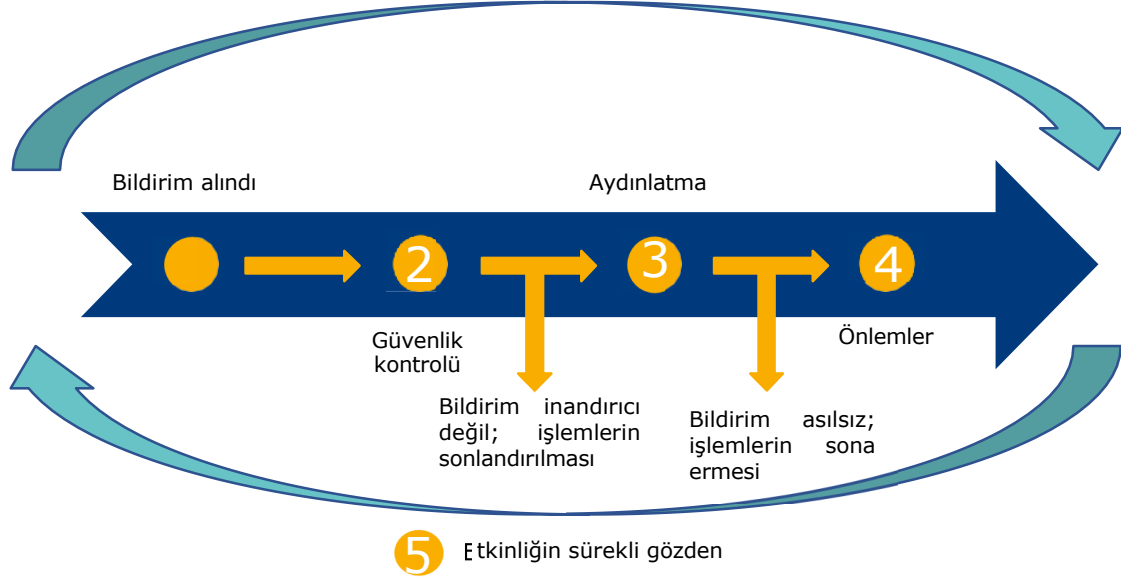 Bildirim alındı
Aydınlatma
2
3
4
Güvenlik
kontrolü
Önlemler
Bildirim inandırıcı
değil; işlemlerin
sonlandırılması
Bildirim asılsız;
işlemlerin sona
ermesi
5 Etkinliğin sürekli gözden